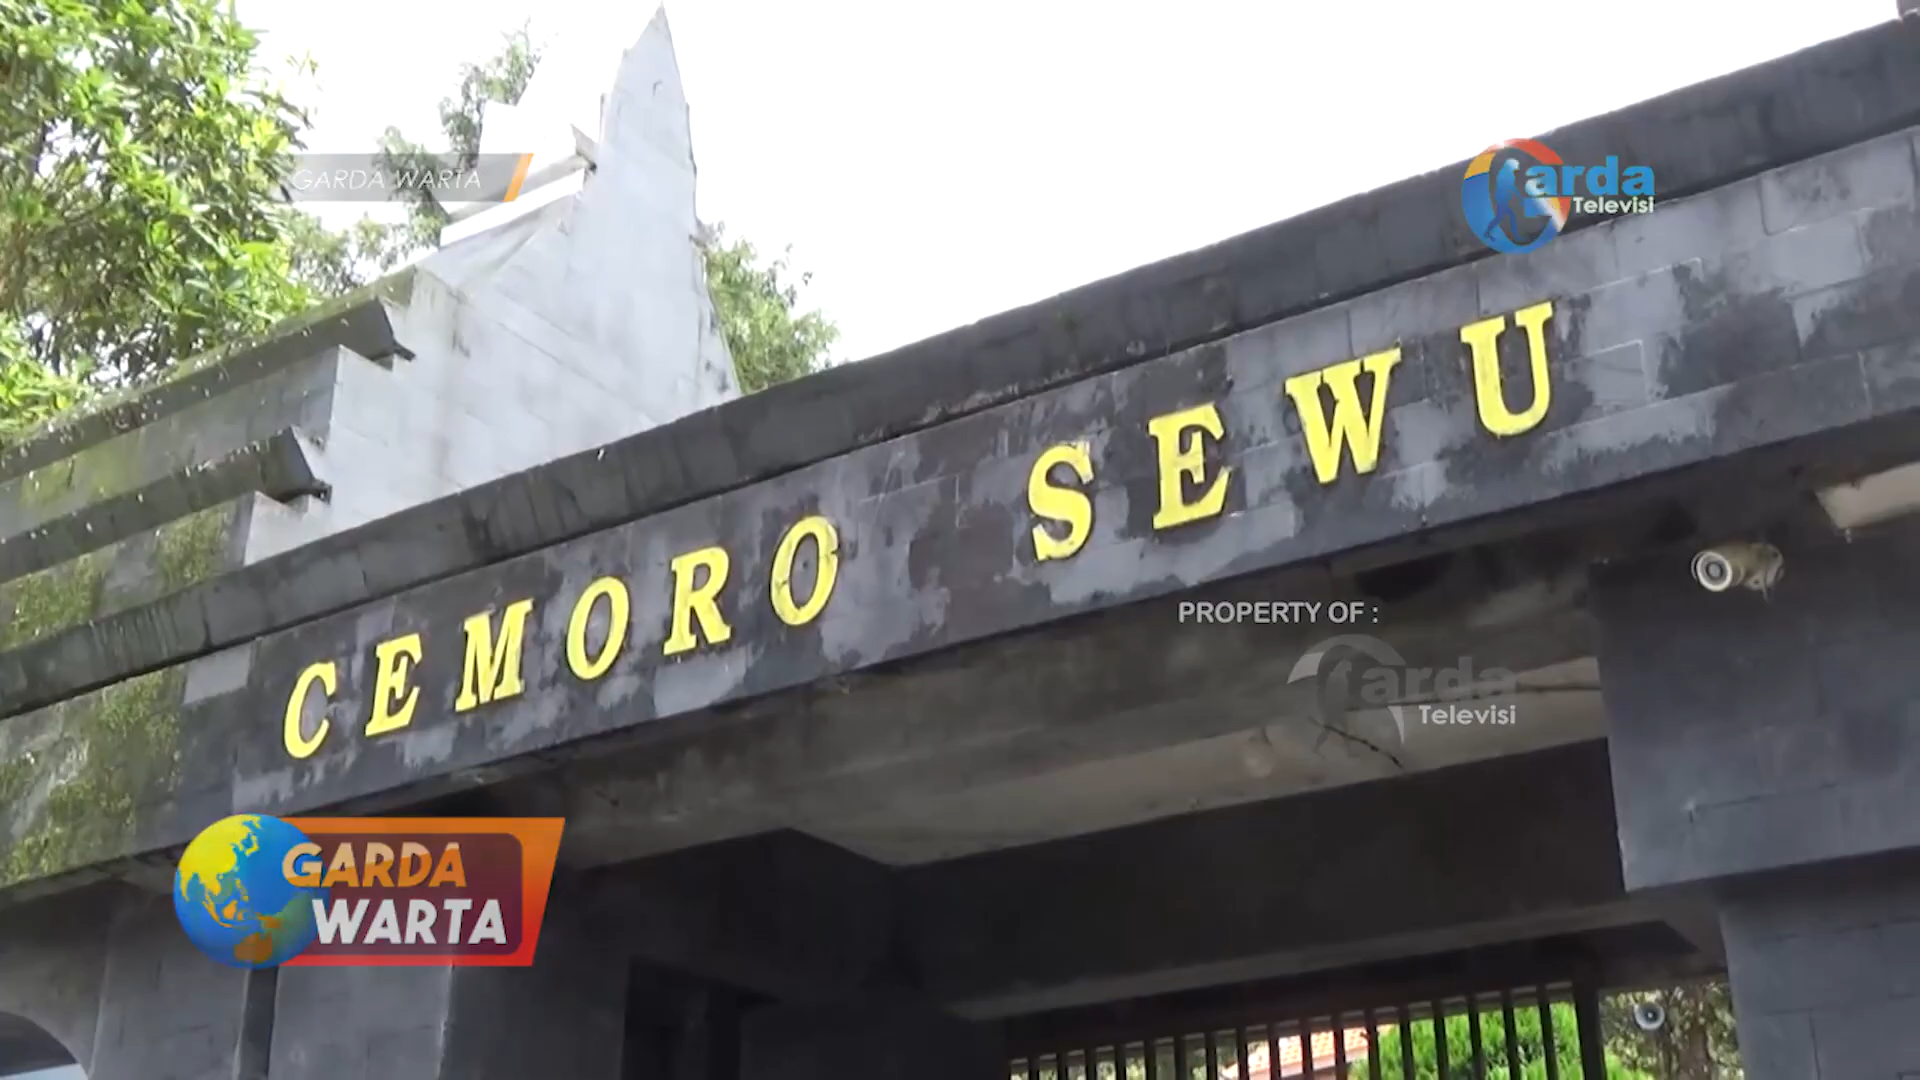 GARDA WARTA
Garda
Televisi
CEMORO SEWU
PROPERTY OF :
Garda
Televisi
GARDA
WARTA